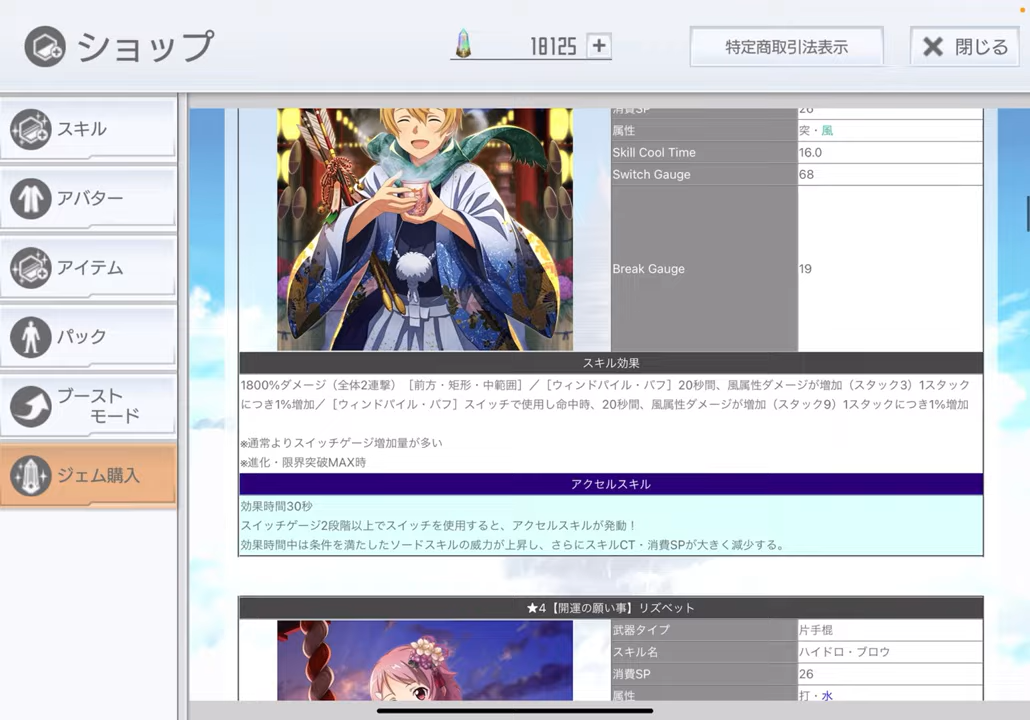 ショップ
18125
特定商取引法表示
閉じる
スキル
アバター
アイテム
パック
ブースト
モード
ジェム購入
消費SP 26
属性 突・風
Skill Cool Time 16.0
Switch Gauge 68
Break Gauge 19
スキル効果
1800%ダメージ（全体2連撃）［前方・矩形・中範囲］／［ウィンドバイル・バフ］20秒間、風属性ダメージが増加（スタック3）1スタック
につき1%増加／［ウィンドバイル・バフ］スイッチで使用し命中時、20秒間、風属性ダメージが増加（スタック9）1スタックにつき1%増加
※通常よりスイッチゲージ増加量が多い
※進化・限界突破MAX時
アクセルスキル
効果時間30秒
スイッチゲージ2段階以上でスイッチを使用すると、アクセルスキルが発動！
効果時間中は条件を満たしたソードスキルの威力が上昇し、さらにスキルCT・消費SPが大きく減少する。
★4【開運の願い事】リズベット
武器タイプ 片手棍
スキル名 ハイドロ・ブロウ
消費SP 26
属性 打・水